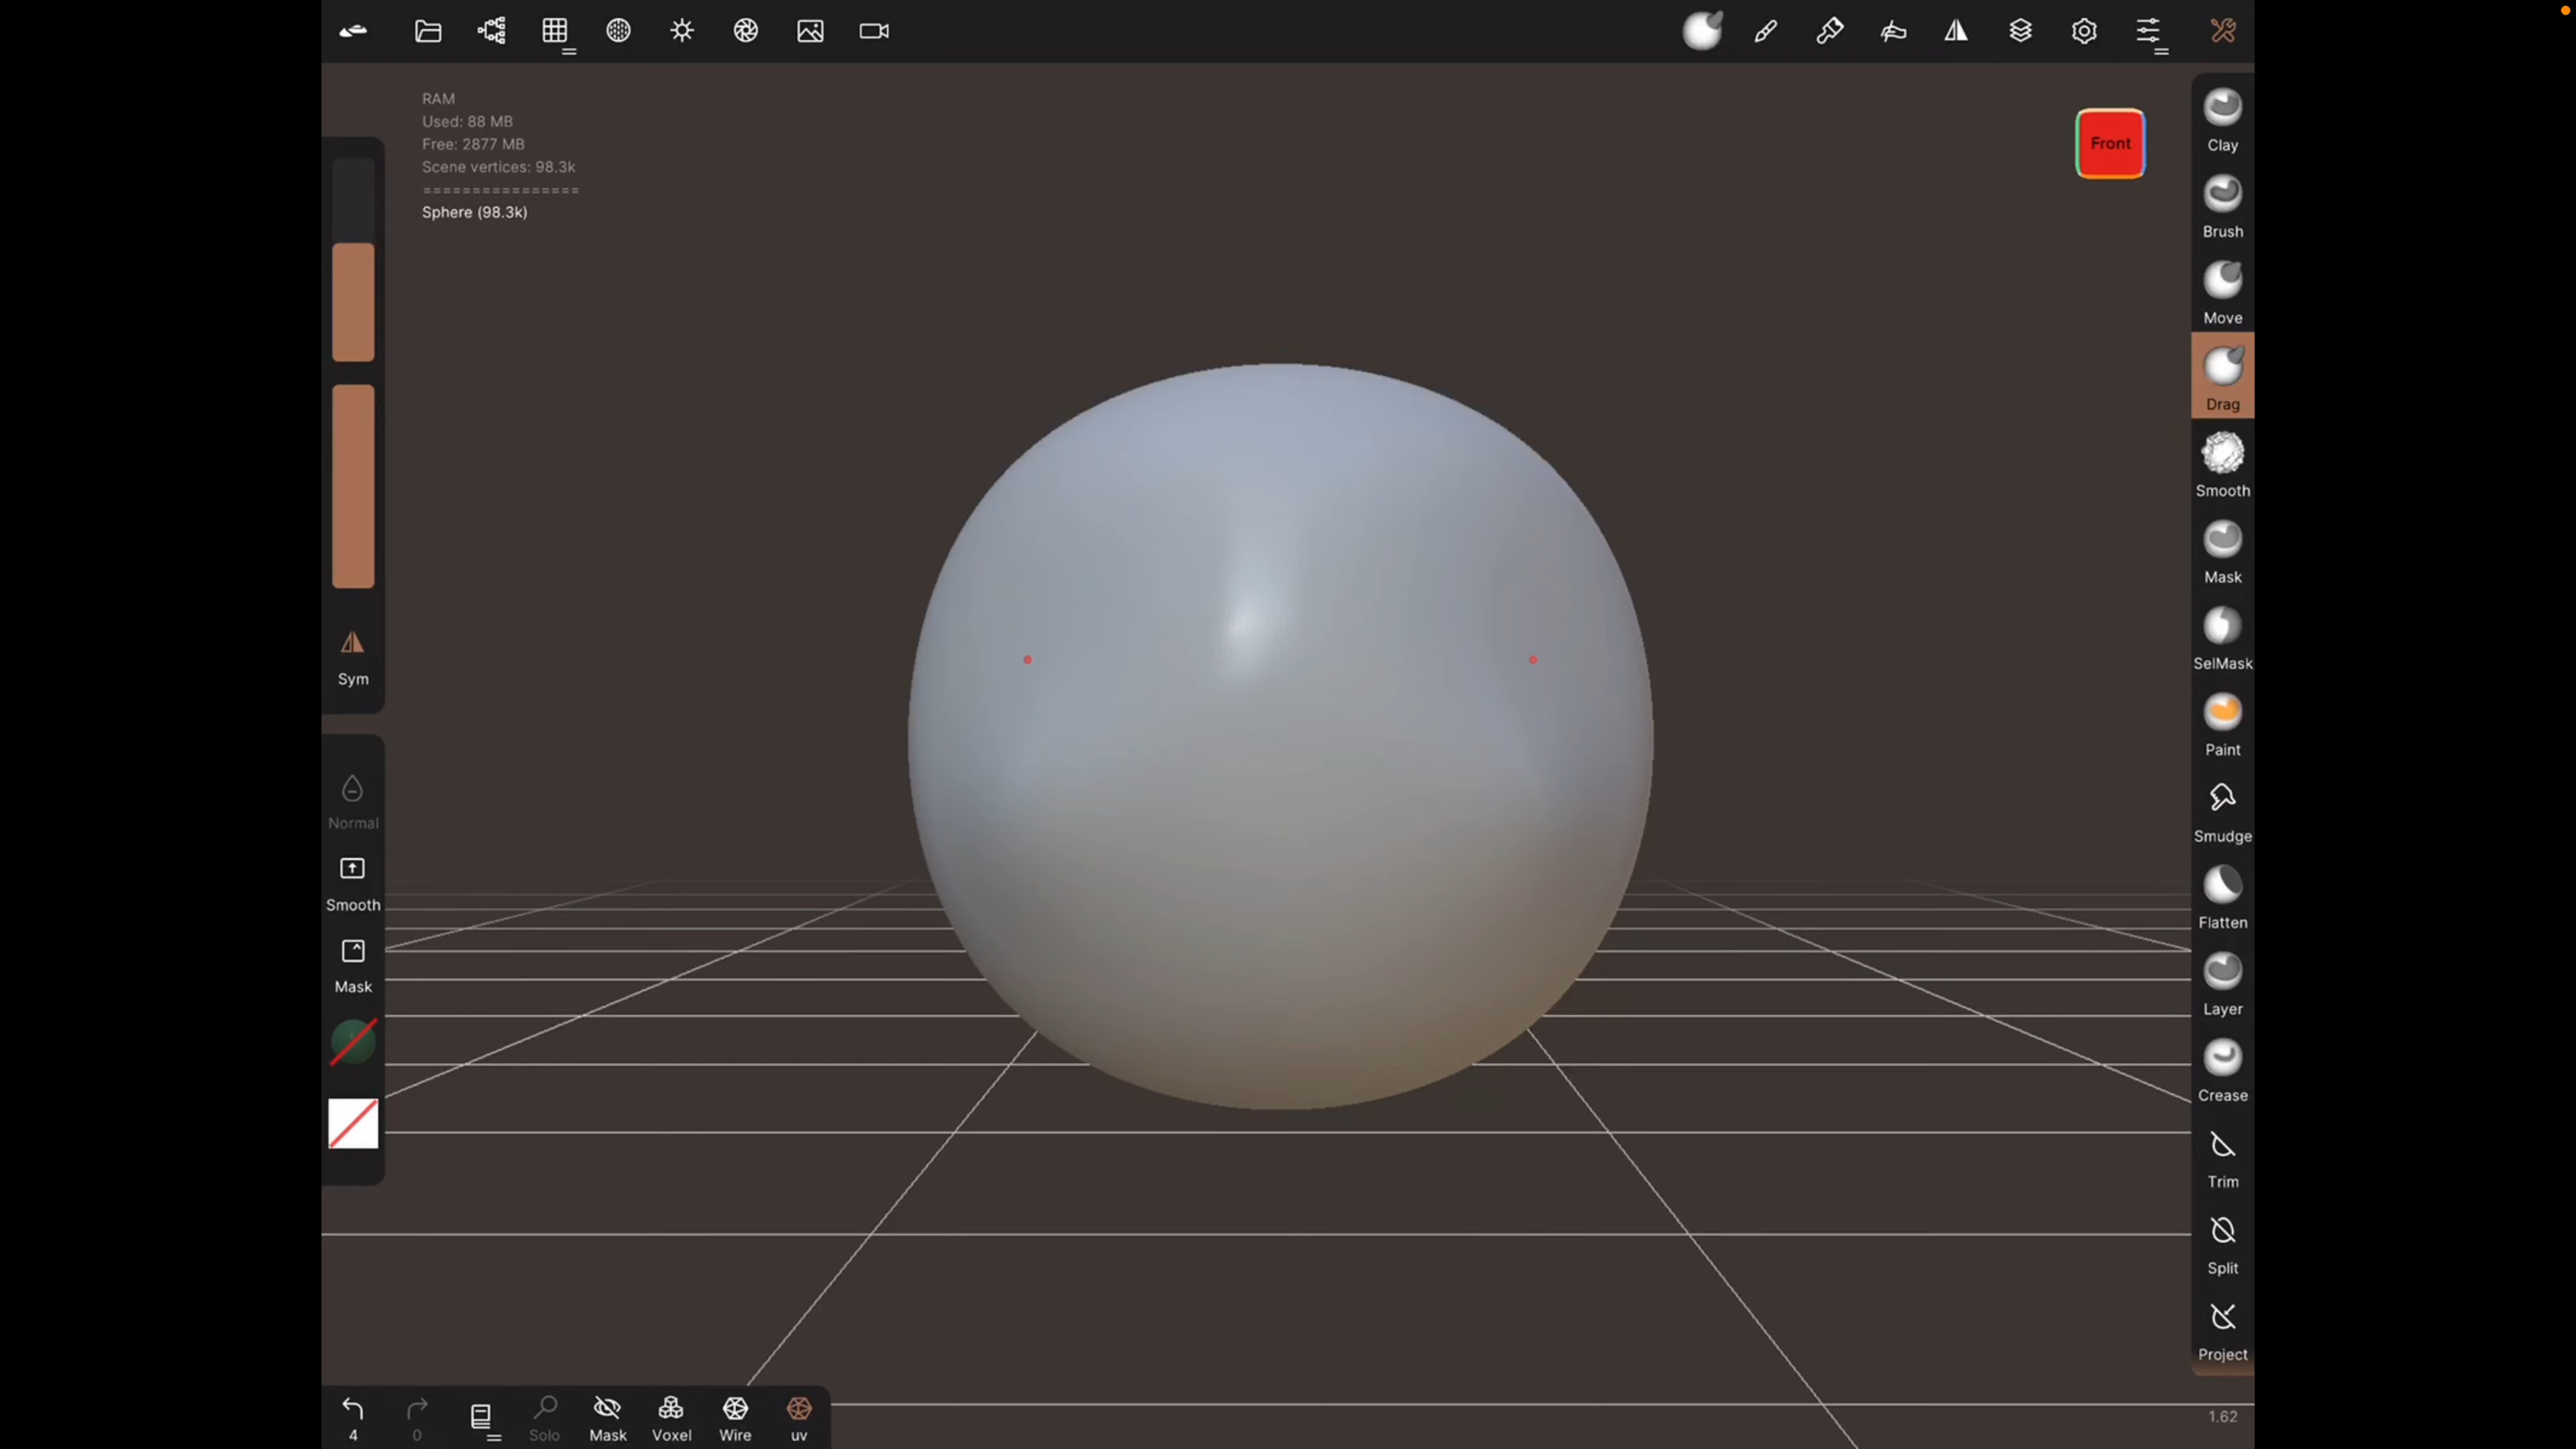 RAM
Used: 88 MB
Free: 2877 MB
Scene vertices: 98.3k
================
Sphere (98.3k)
Front
Sym
Normal
Smooth
Mask
Clay
Brush
Move
Drag
Smooth
Mask
SelMask
Paint
Smudge
Flatten
Layer
Crease
Trim
Split
Project
1.62
4
0
Solo
Mask
Voxel
Wire
uv